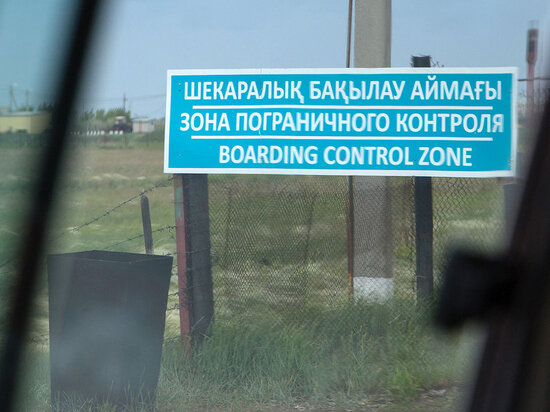 ШЕКАРАЛЫҚ БАҚЫЛАУ АЙМАҒЫ
ЗОНА ПОГРАНИЧНОГО КОНТРОЛЯ
BOARDING CONTROL ZONE